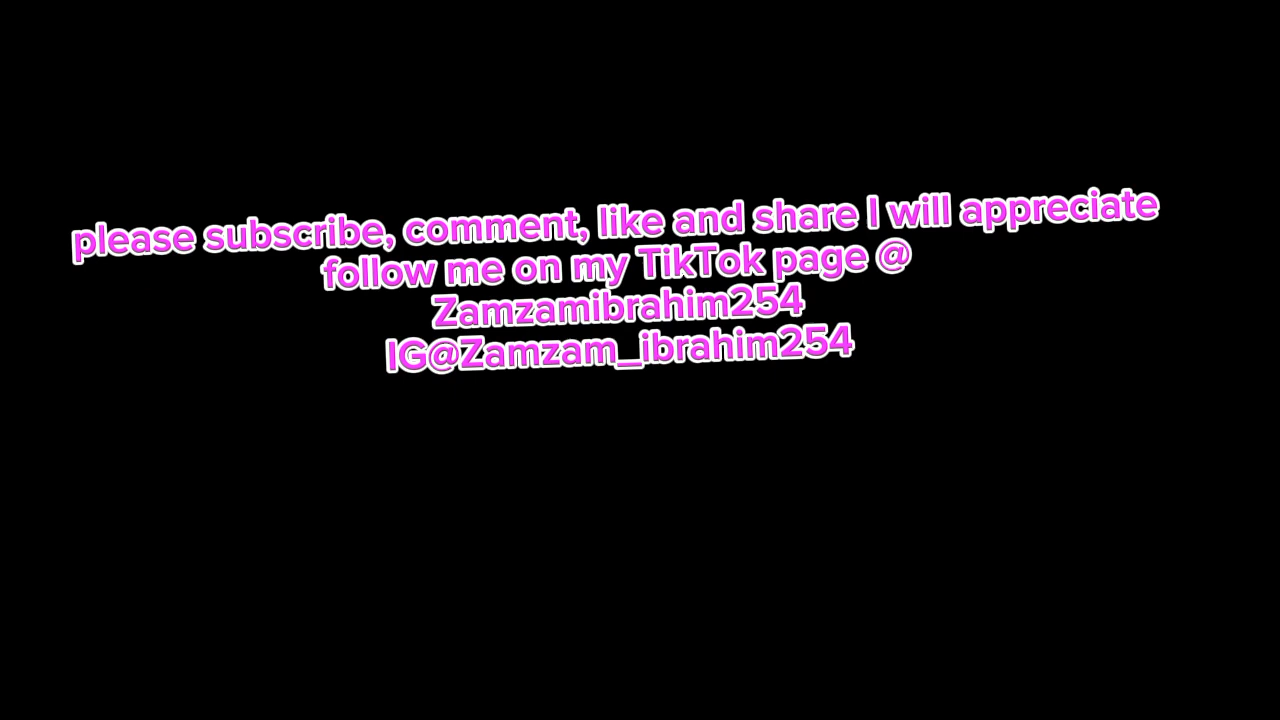 please subscribe, comment, like and share I will appreciate
follow me on my TikTok page @
Zamzamibrahim254
IG@Zamzam_ibrahim254